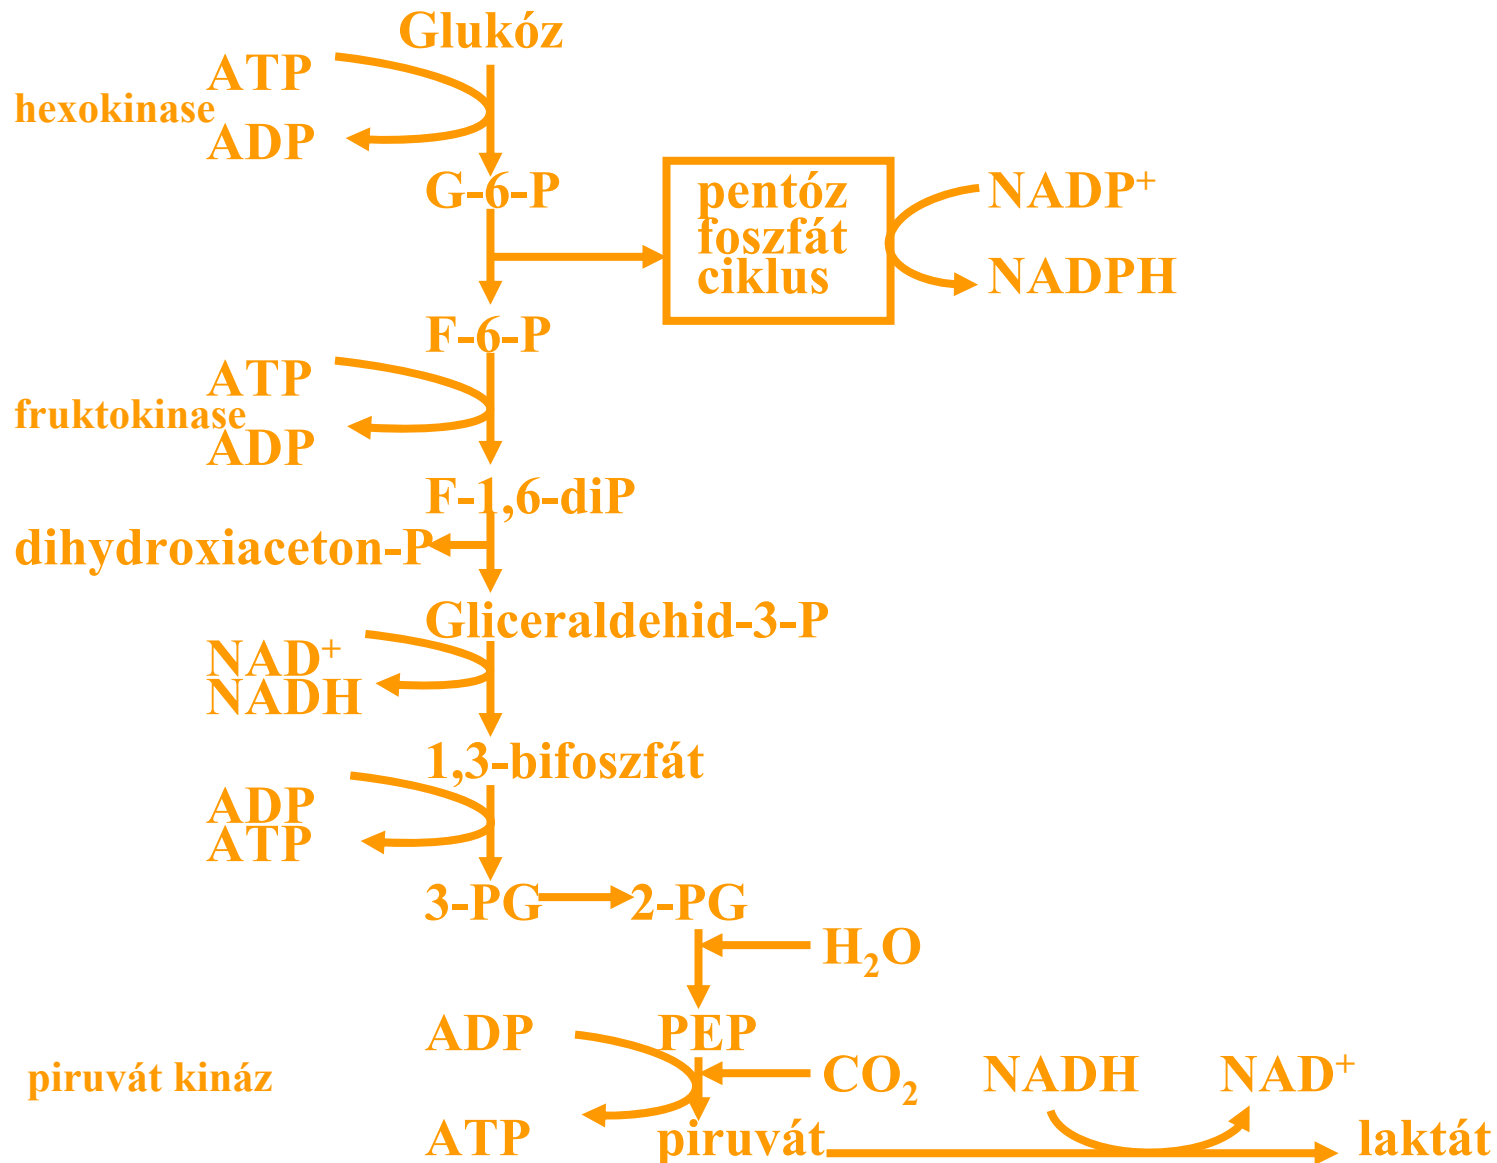 Glukóz
ATP
hexokinase
ADP
G-6-P
pentóz
foszfát
ciklus
NADP⁺
NADPH
F-6-P
ATP
fruktokinase
ADP
F-1,6-diP
dihydroxiaceton-P
Gliceraldehid-3-P
NAD⁺
NADH
1,3-bifoszfát
ADP
ATP
3-PG
2-PG
H₂O
ADP
PEP
piruvát kináz
CO₂
NADH
NAD⁺
ATP
piruvát
laktát